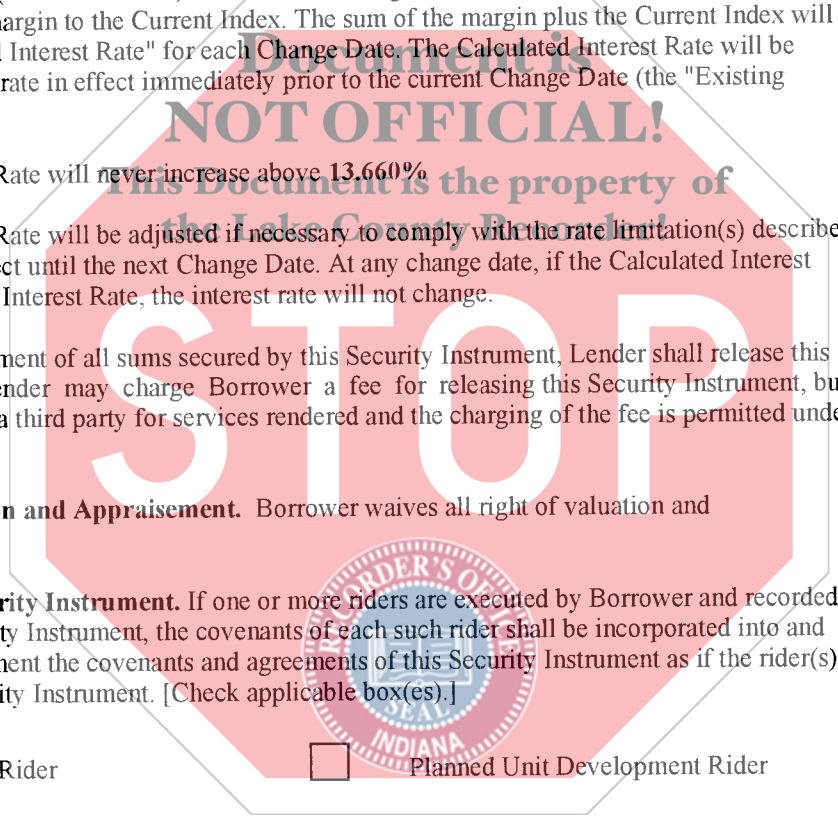 argin to the Current Index. The sum of the margin plus the Current Index will
Interest Rate" for each Change Date. The Calculated Interest Rate will be
Document is
rate in effect immediately prior to the current Change Date (the "Existing
NOT OFFICIAL!
Rate will never increase above 13.660%
This Document is the property of
the Lake County Recorder!
Rate will be adjusted if necessary to comply with the rate limitation(s) describe
ct until the next Change Date. At any change date, if the Calculated Interest
Interest Rate, the interest rate will not change.
STOP
ment of all sums secured by this Security Instrument, Lender shall release this
ender may charge Borrower a fee for releasing this Security Instrument, bu
a third party for services rendered and the charging of the fee is permitted unde
n and Appraisement. Borrower waives all right of valuation and
rity Instrument. If one or more riders are executed by Borrower and recorded
ty Instrument, the covenants of each such rider shall be incorporated into and
ment the covenants and agreements of this Security Instrument as if the rider(s)
ity Instrument. [Check applicable box(es).]
RECORDER'S OFFICE
SEAL
INDIANA
Rider Planned Unit Development Rider